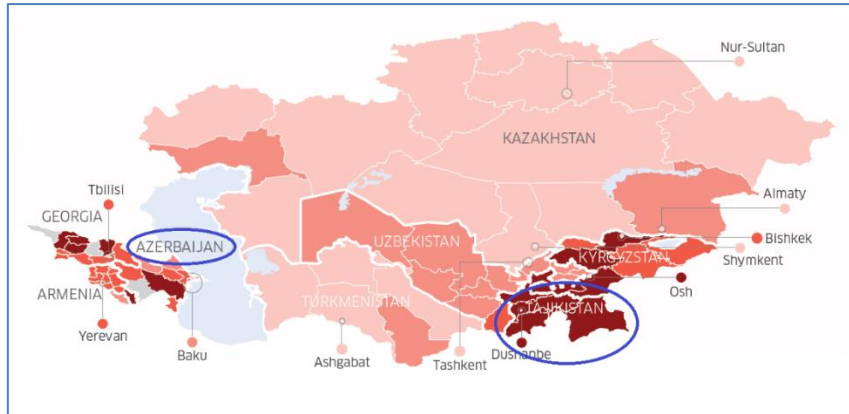 Nur-Sultan
KAZAKHSTAN
Tbilisi
Almaty
GEORGIA
AZERBAIJAN
UZBEKISTAN
Bishkek
KYRGYZSTAN
Shymkent
ARMENIA
TURKMENISTAN
TAJIKISTAN
Osh
Yerevan
Baku
Ashgabat
Tashkent
Dushanbe